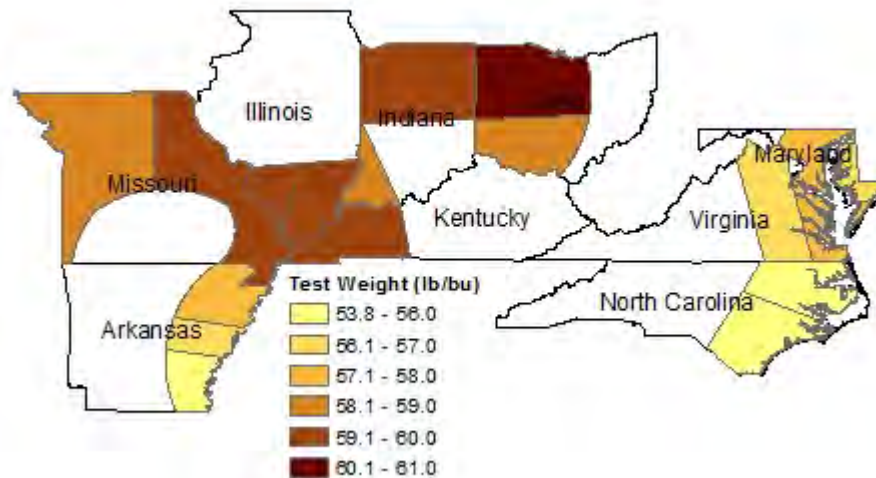 Illinois
Indiana
Maryland
Missouri
Kentucky
Virginia
Test Weight (lb/bu)
North Carolina
53.8 - 56.0
Arkansas
56.1 - 57.0
57.1 - 58.0
58.1 - 59.0
59.1 - 60.0
60.1 - 61.0